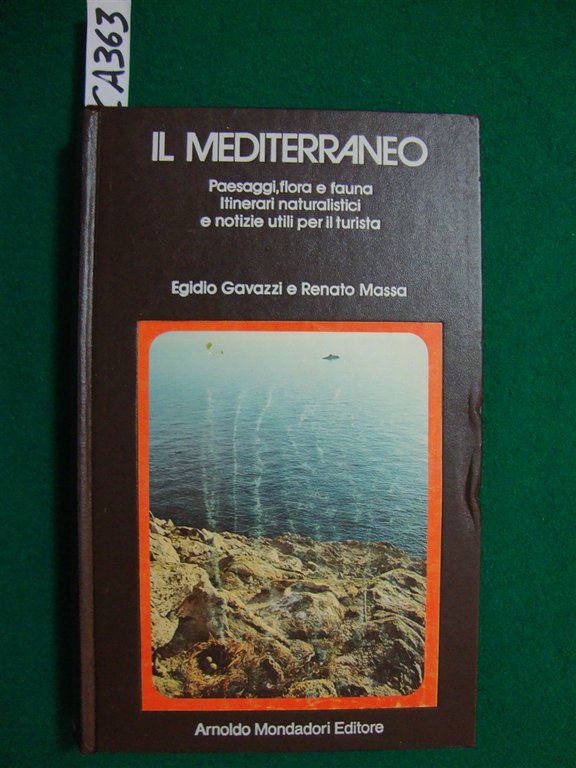 CA363
IL MEDITERRANEO
Paesaggi, flora e fauna
Itinerari naturalistici
e notizie utili per il turista
Egidio Gavazzi e Renato Massa
Arnoldo Mondadori Editore